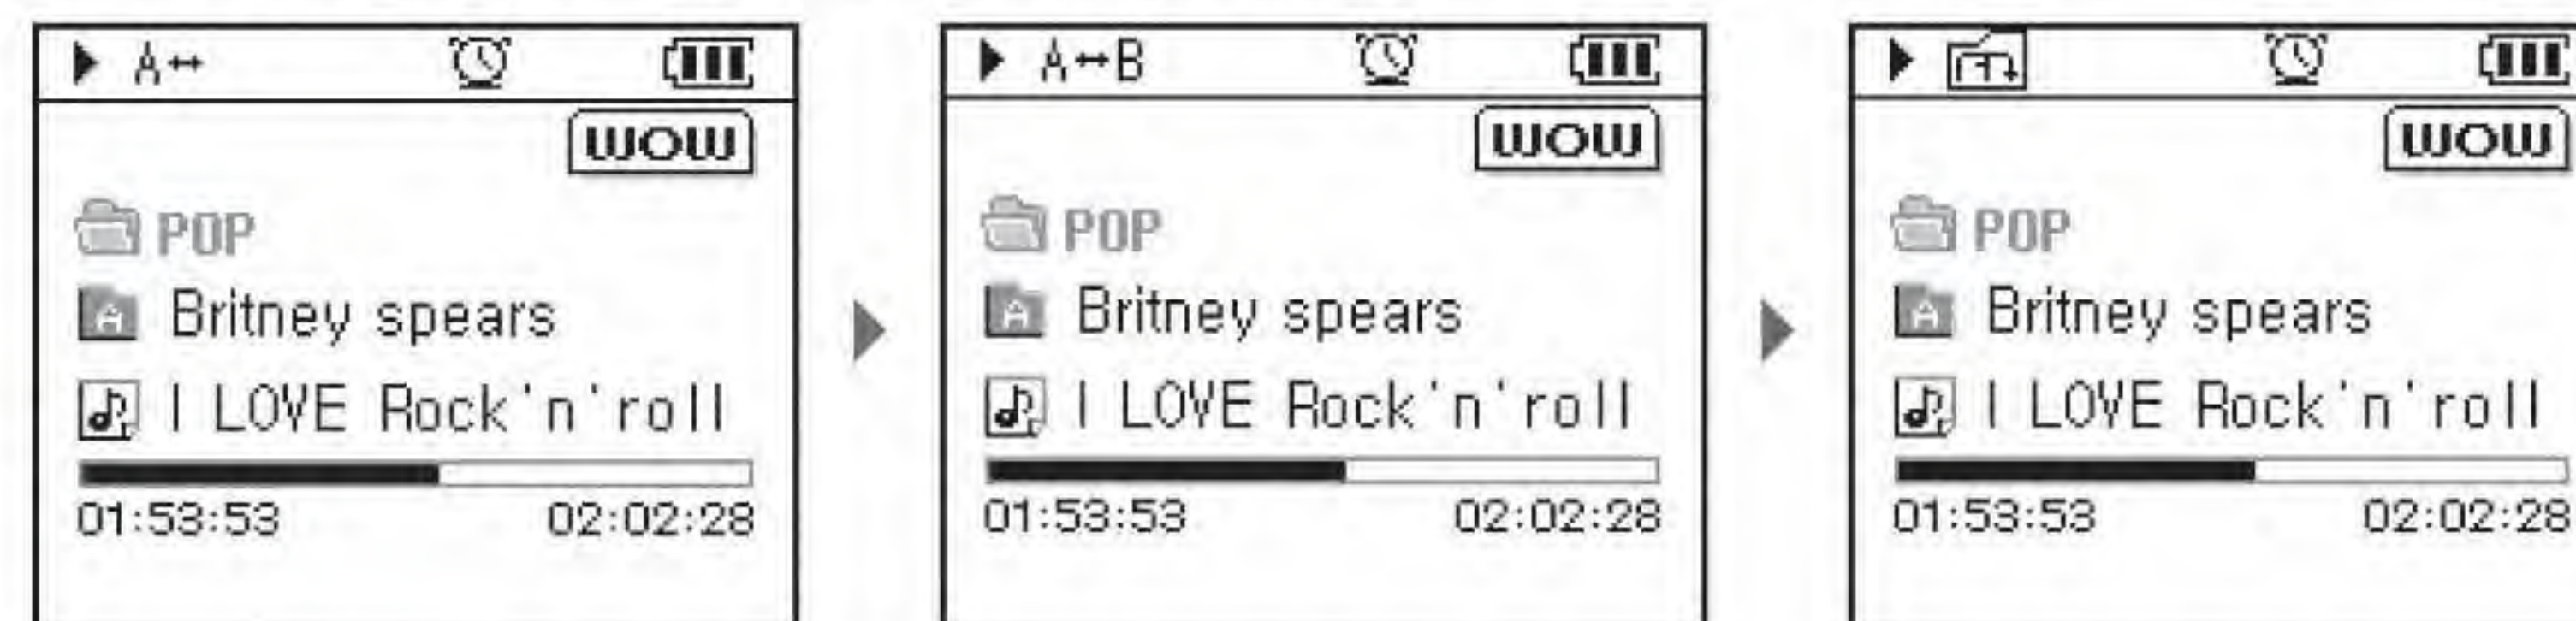 A↔
WOW
POP
A
Britney spears
I LOVE Rock'n'roll
01:53:53 02:02:28
A↔B
WOW
POP
A
Britney spears
I LOVE Rock'n'roll
01:53:53 02:02:28
WOW
POP
A
Britney spears
I LOVE Rock'n'roll
01:53:53 02:02:28